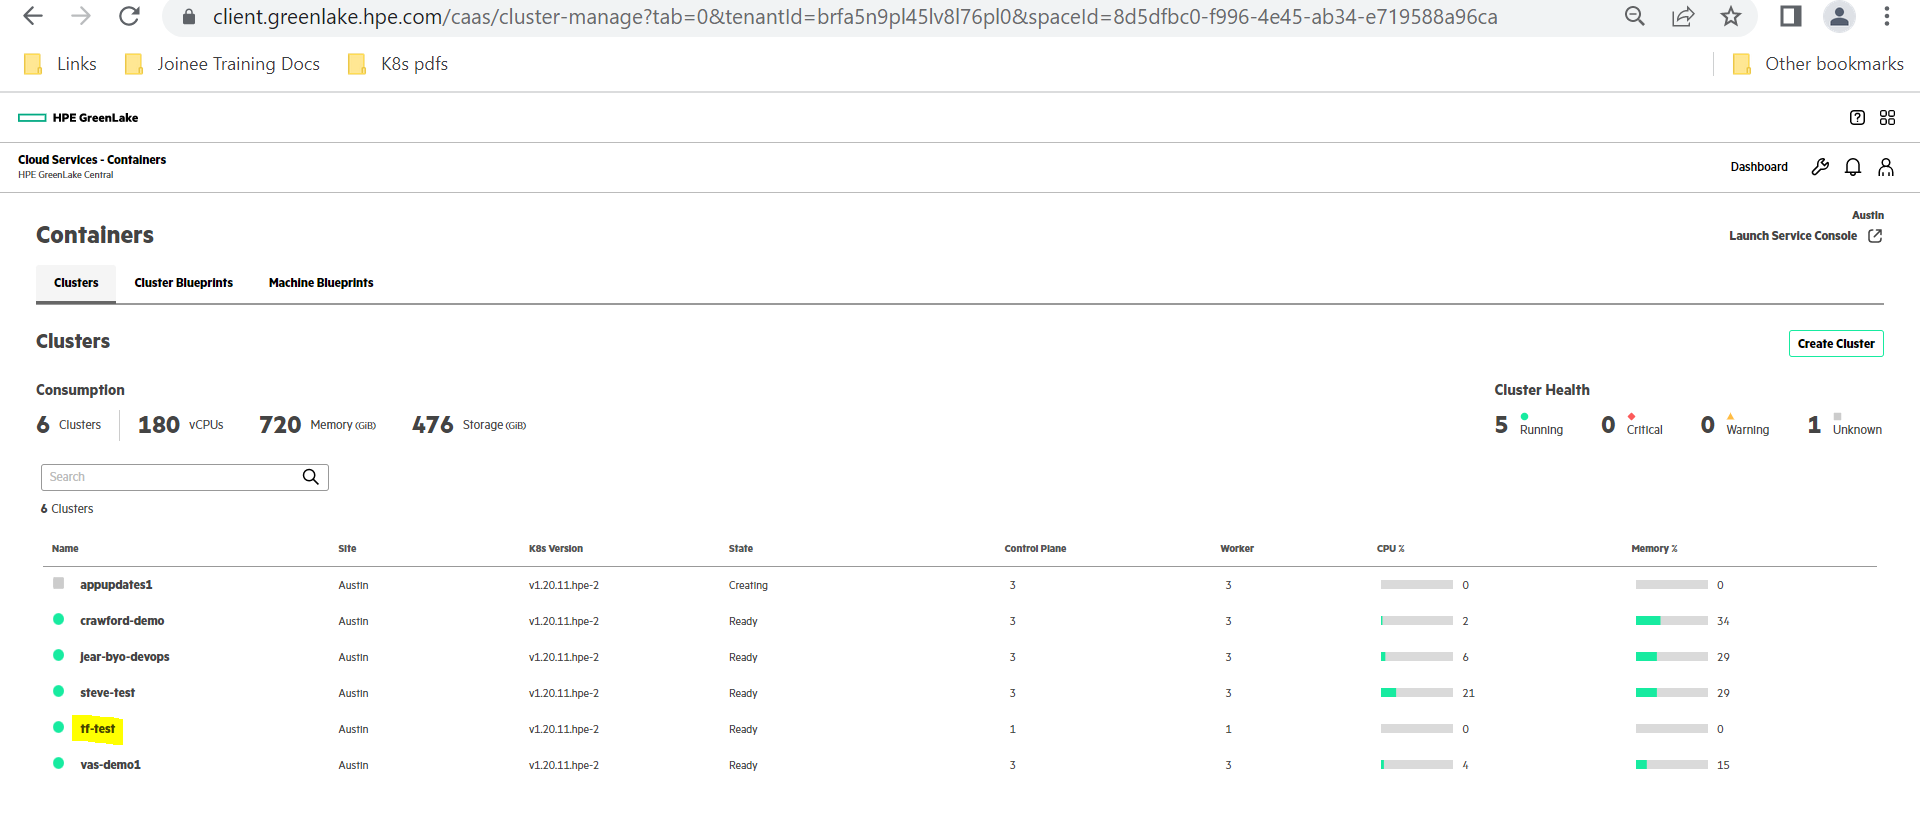 client.greenlake.hpe.com/caas/cluster-manage?tab=0&tenantId=brfa5n9pl45lv8l76pl0&spaceId=8d5dfbc0-f996-4e45-ab34-e719588a96ca
Links Joinee Training Docs K8s pdfs Other bookmarks
HPE GreenLake
Cloud Services - Containers
HPE GreenLake Central
Dashboard
Austin
Containers
Launch Service Console
Clusters Cluster Blueprints Machine Blueprints
Clusters
Create Cluster
Consumption Cluster Health
6 Clusters 180 vCPUs 720 Memory (GiB) 476 Storage (GiB) 5 Running 0 Critical 0 Warning 1 Unknown
Search
6 Clusters
Name Site K8s Version State Control Plane Worker CPU % Memory %
appupdates1 Austin v1.20.11.hpe-2 Creating 3 3 0 0
crawford-demo Austin v1.20.11.hpe-2 Ready 3 3 2 34
jear-byo-devops Austin v1.20.11.hpe-2 Ready 3 3 6 29
steve-test Austin v1.20.11.hpe-2 Ready 3 3 21 29
tf-test Austin v1.20.11.hpe-2 Ready 1 1 0 0
vas-demo1 Austin v1.20.11.hpe-2 Ready 3 3 4 15